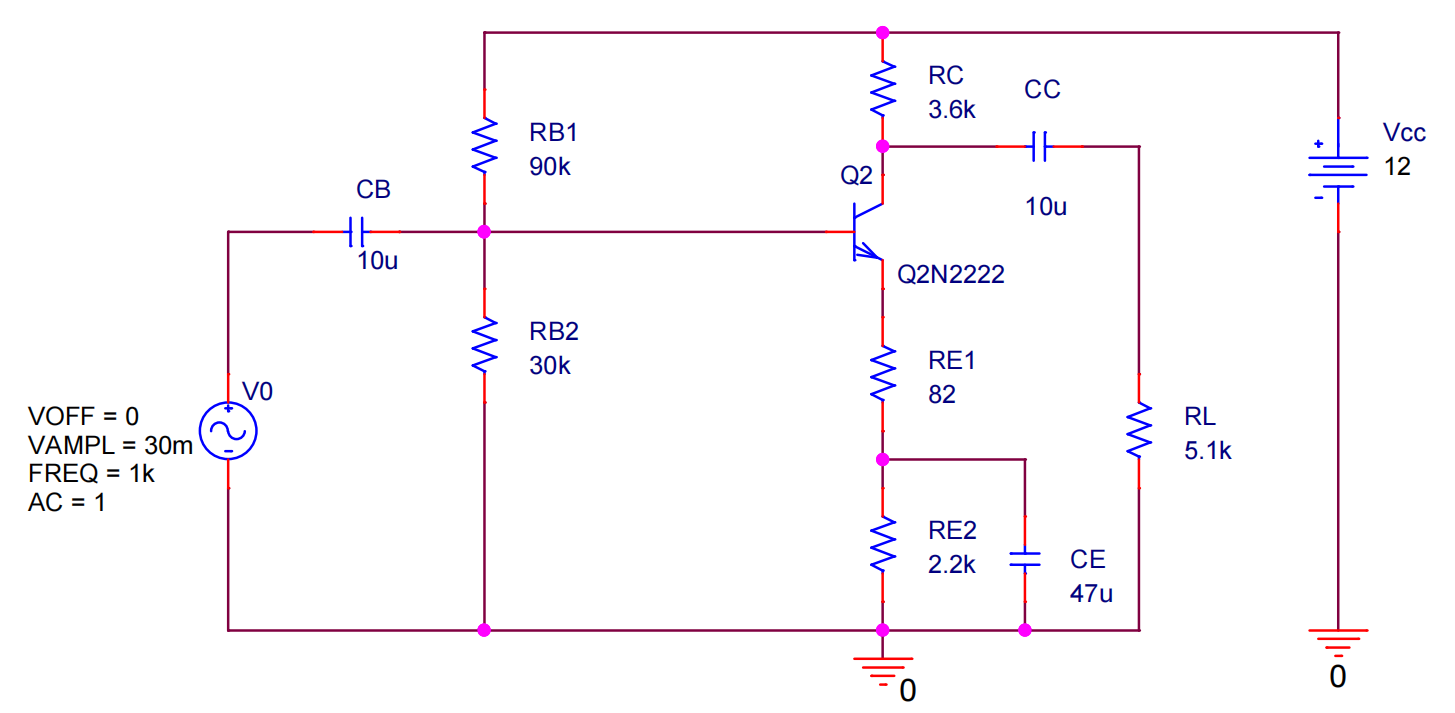 RC
3.6k
CC
10u
RB1
90k
Vcc
12
+
-
Q2
Q2N2222
CB
10u
RB2
30k
RE1
82
V0
+
-
VOFF = 0
VAMPL = 30m
FREQ = 1k
AC = 1
RL
5.1k
RE2
2.2k
CE
47u
0
0